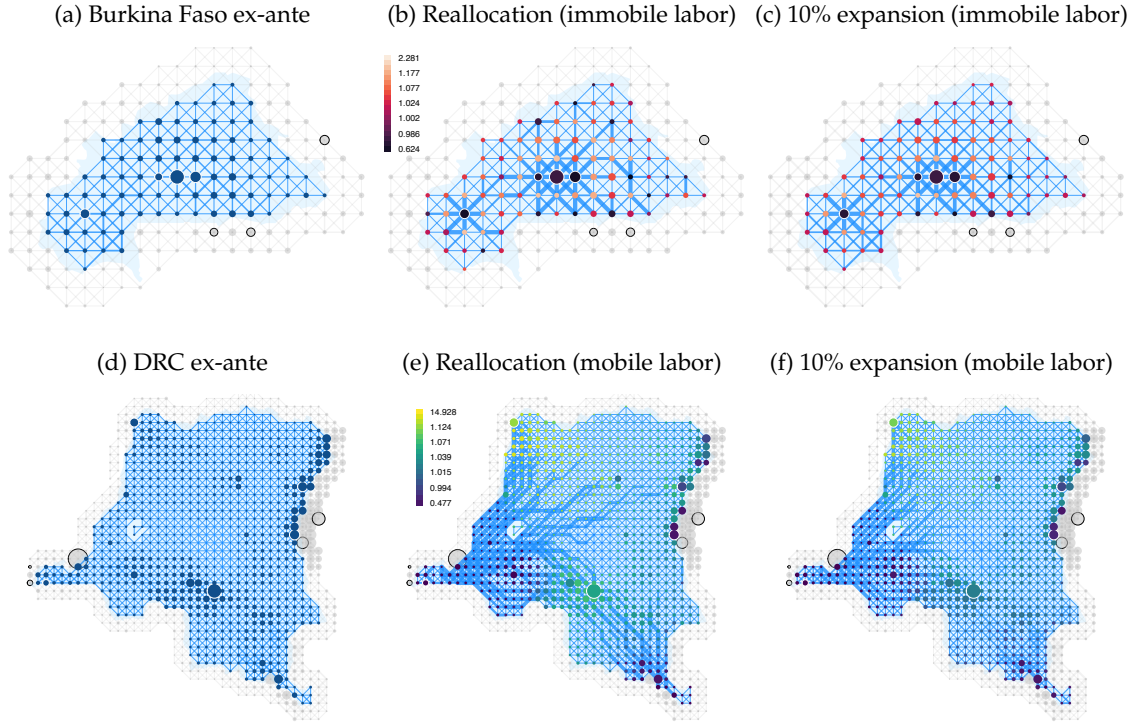 (a) Burkina Faso ex-ante
(b) Reallocation (immobile labor)
(c) 10% expansion (immobile labor)
2.281
1.177
1.077
1.024
1.002
0.986
0.624
(d) DRC ex-ante
(e) Reallocation (mobile labor)
(f) 10% expansion (mobile labor)
14.928
1.124
1.071
1.039
1.015
0.994
0.477